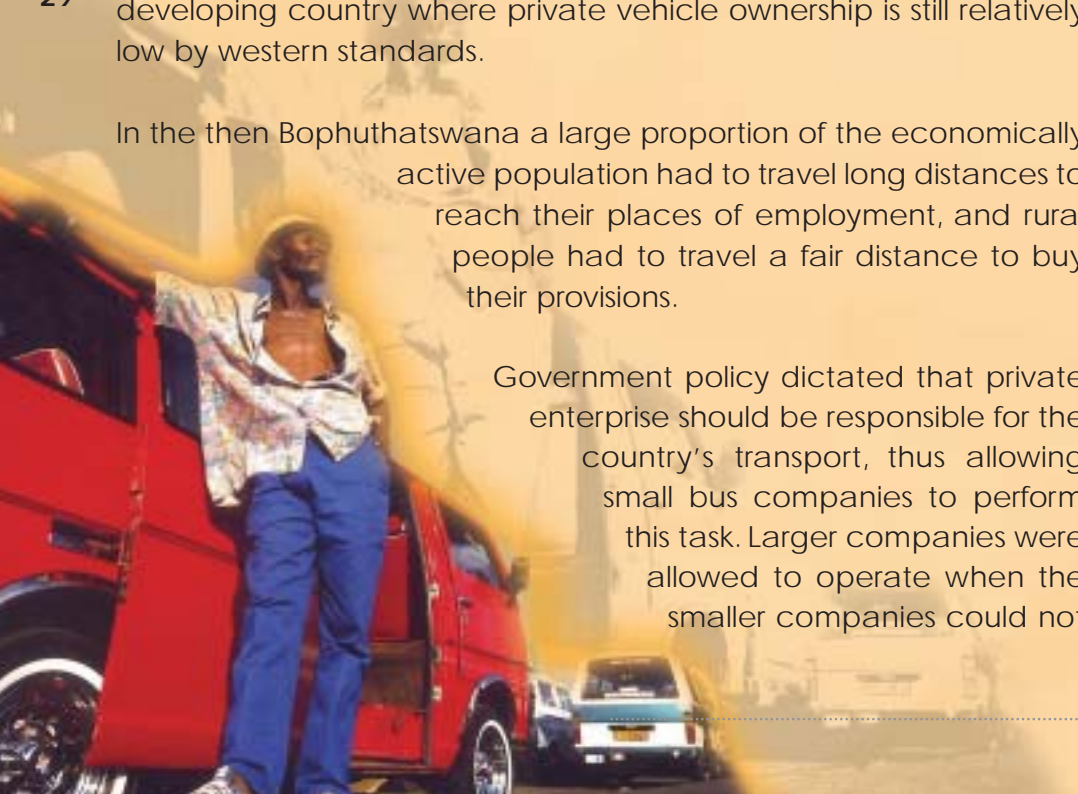 29
developing country where private vehicle ownership is still relatively
low by western standards.
In the then Bophuthatswana a large proportion of the economically
active population had to travel long distances to
reach their places of employment, and rural
people had to travel a fair distance to buy
their provisions.
Government policy dictated that private
enterprise should be responsible for the
country's transport, thus allowing
small bus companies to perform
this task. Larger companies were
allowed to operate when the
smaller companies could not